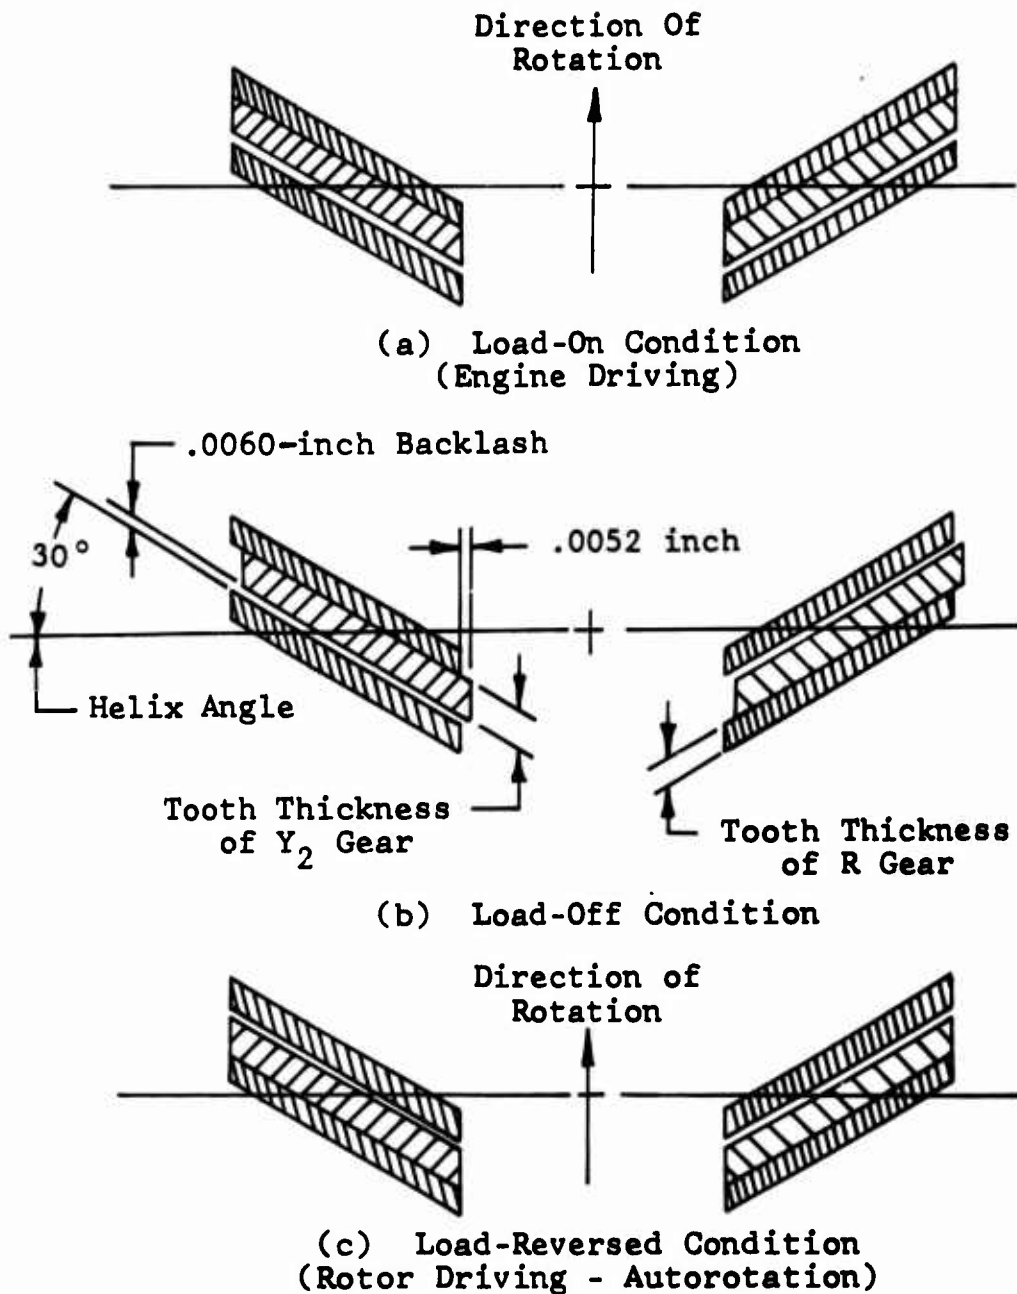 Direction Of
Rotation
(a) Load-On Condition
(Engine Driving)
.0060-inch Backlash
30°
.0052 inch
Helix Angle
Tooth Thickness
of Y₂ Gear
Tooth Thickness
of R Gear
(b) Load-Off Condition
Direction of
Rotation
(c) Load-Reversed Condition
(Rotor Driving - Autorotation)